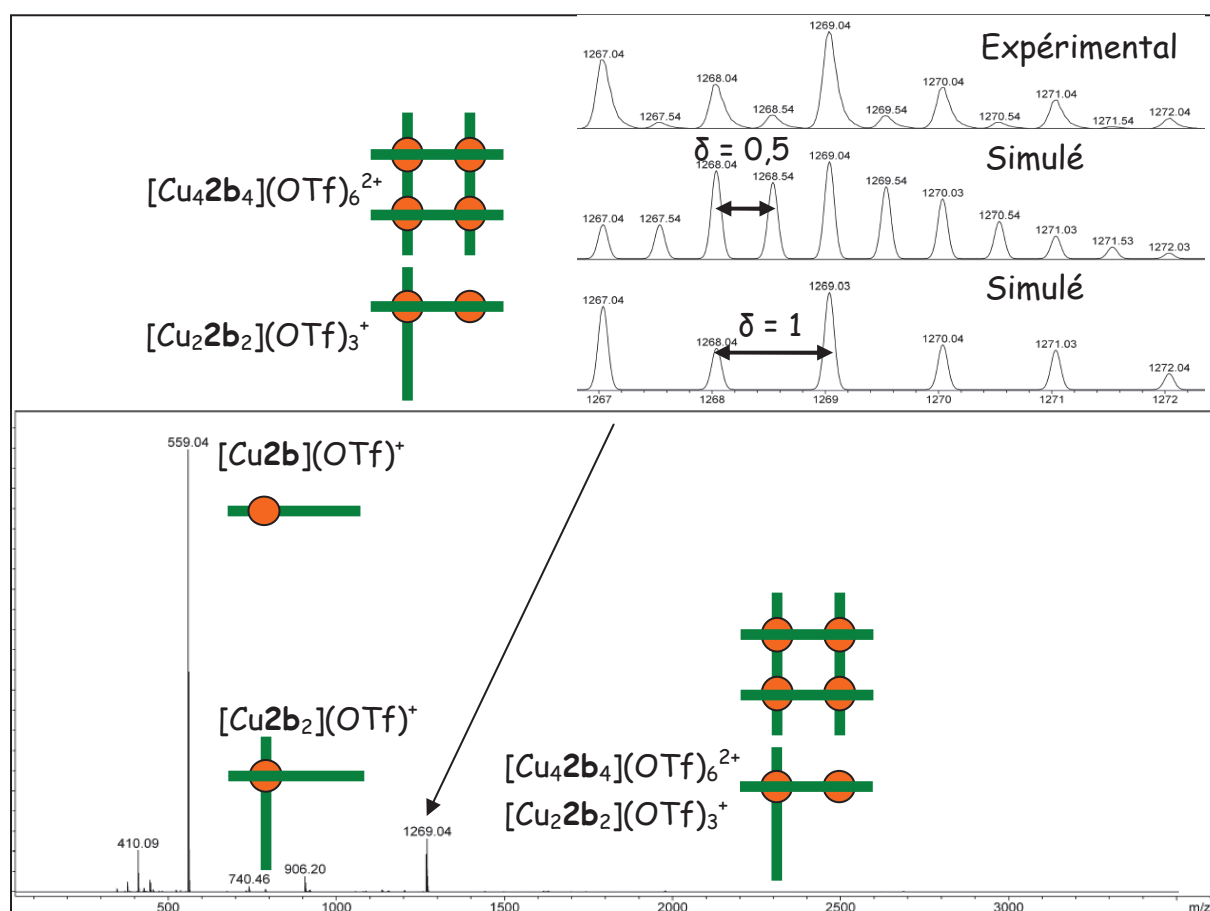 1267.04
1267.54
1268.04
1268.54
1269.04
1269.54
1270.04
1270.54
1271.04
1271.54
1272.04
Expérimental
δ = 0,5
1267.04
1267.54
1268.04
1268.54
1269.04
1269.54
1270.03
1270.54
1271.03
1271.53
1272.03
Simulé
δ = 1
1267.04
1268.04
1269.03
1270.04
1271.03
1272.04
Simulé
1267 1268 1269 1270 1271 1272
[Cu₄2b₄](OTf)₆²⁺
[Cu₂2b₂](OTf)₃⁺
559.04
[Cu2b](OTf)⁺
[Cu2b₂](OTf)⁺
[Cu₄2b₄](OTf)₆²⁺
[Cu₂2b₂](OTf)₃⁺
410.09
740.46
906.20
1269.04
500 1000 1500 2000 2500 3000 m/z